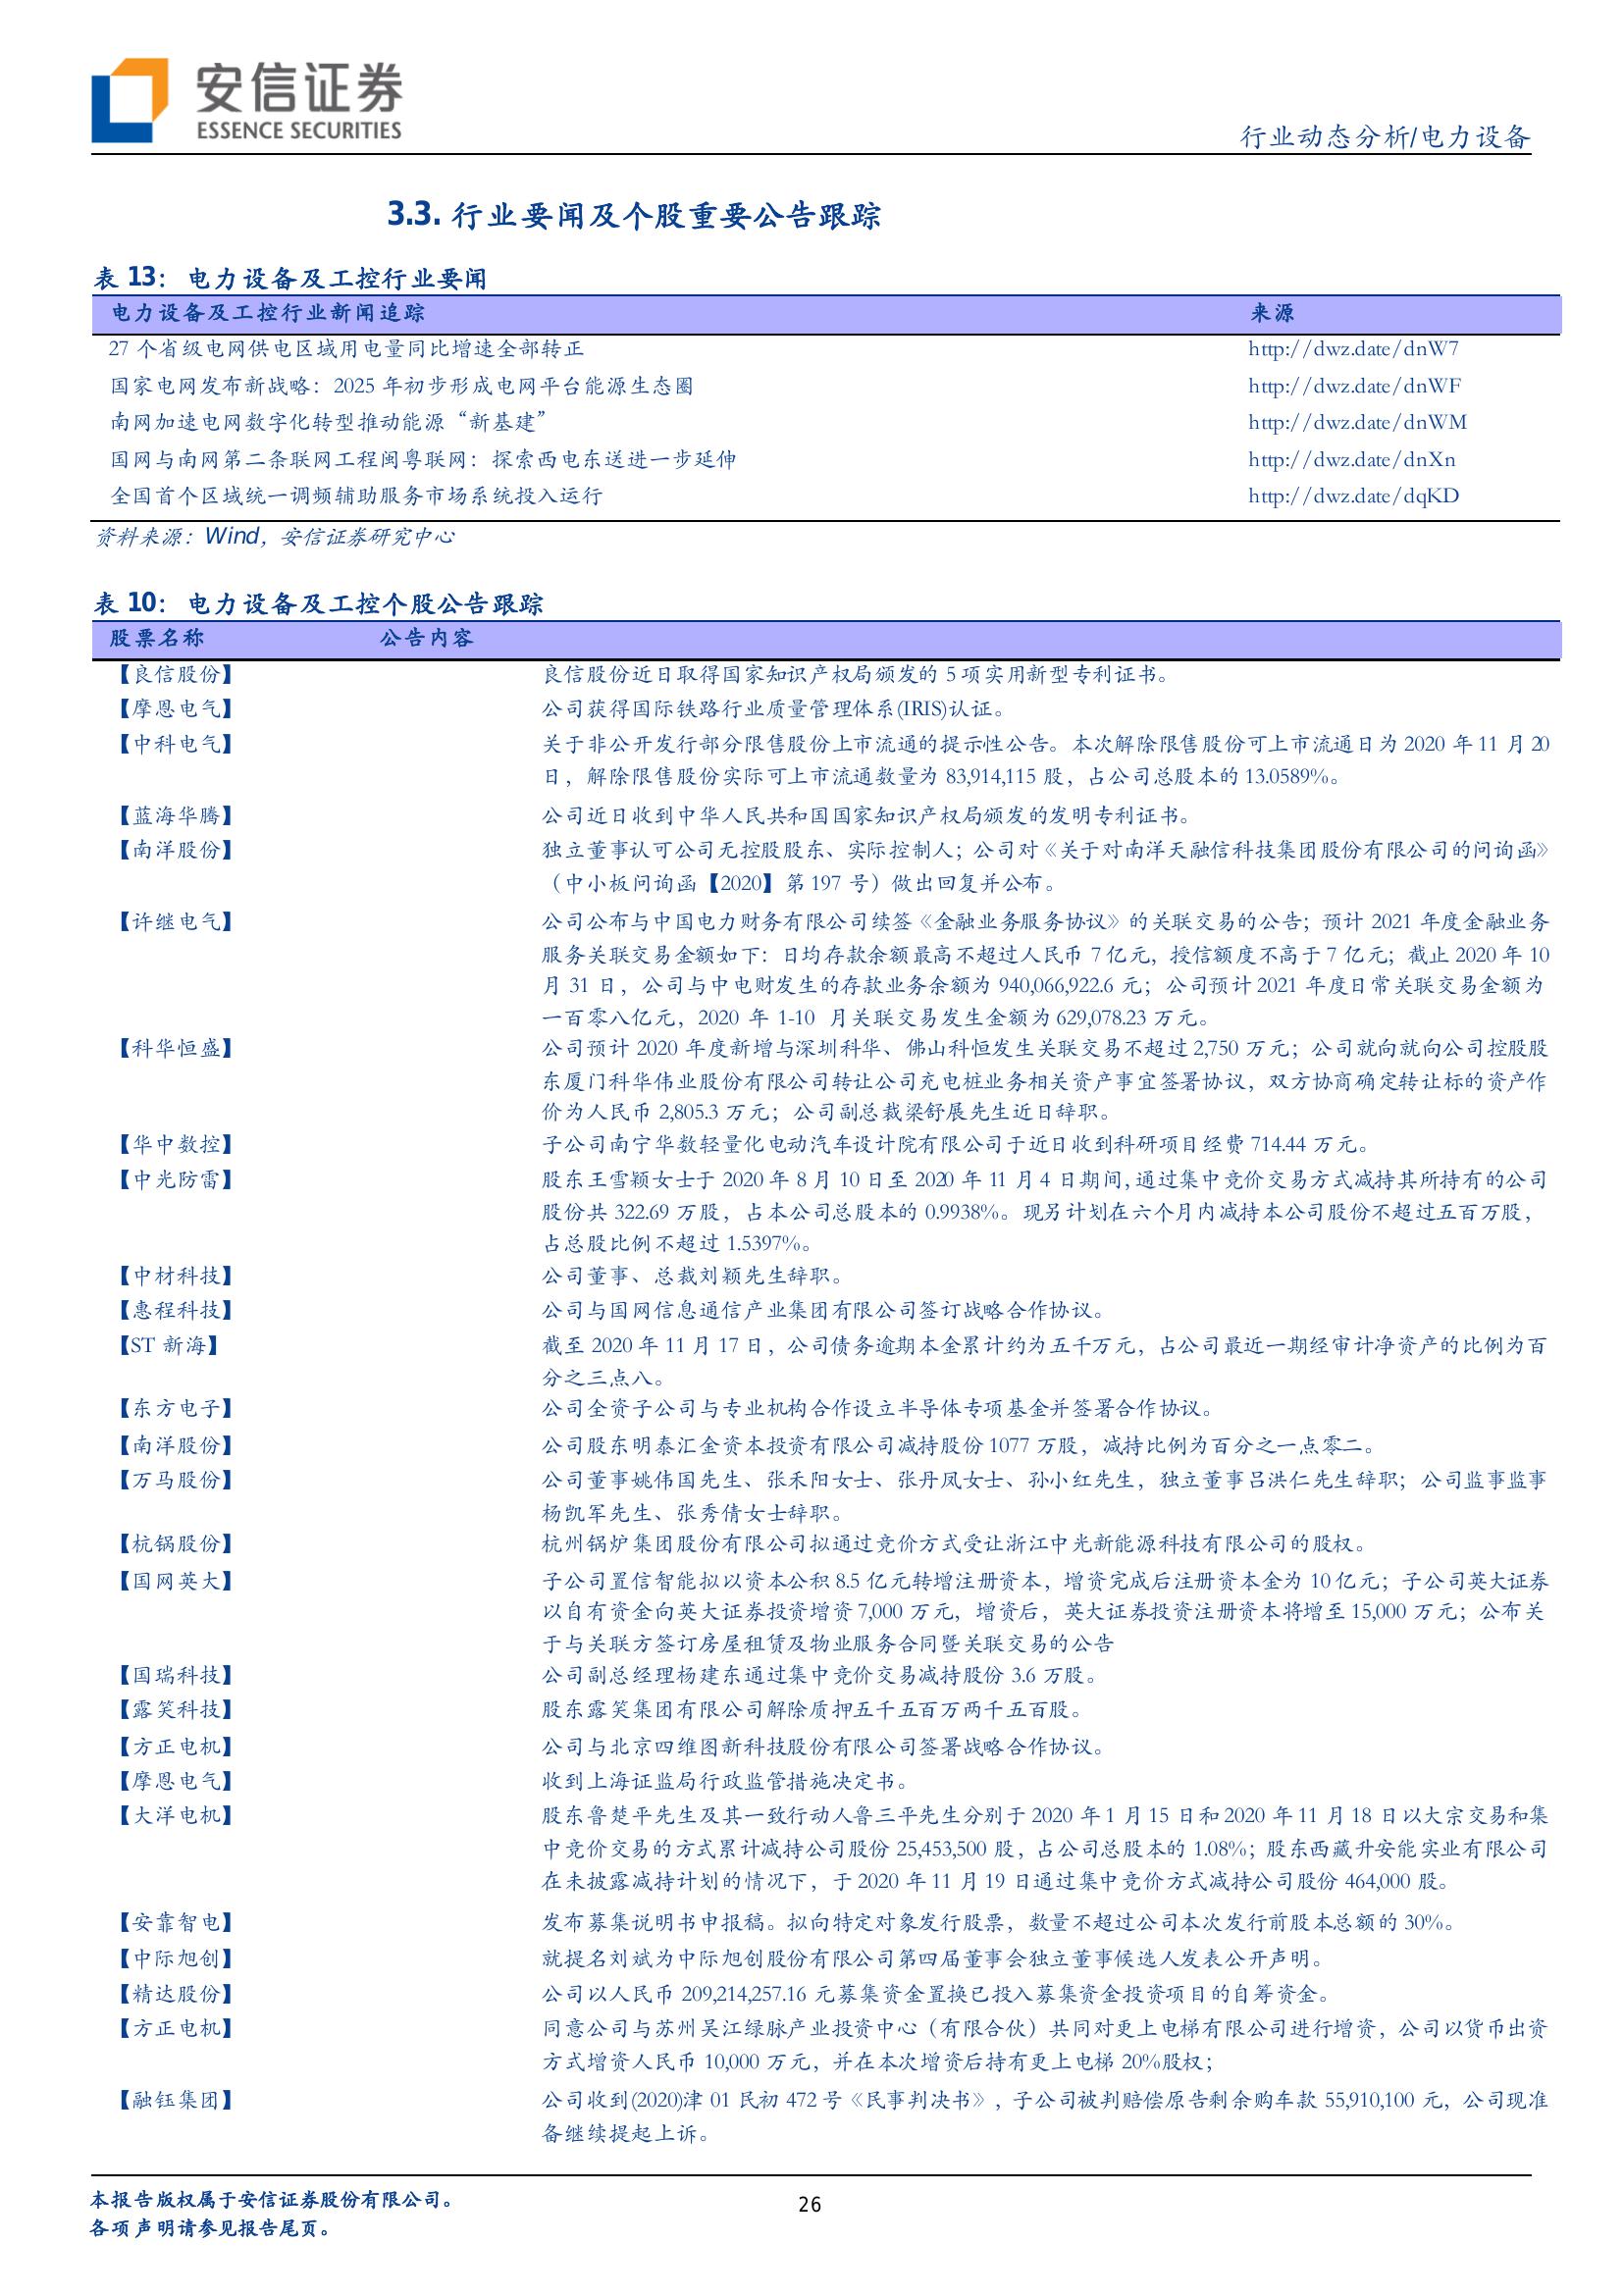 安信证券
ESSENCE SECURITIES
行业动态分析/电力设备
3.3. 行业要闻及个股重要公告跟踪
表 13：电力设备及工控行业要闻
电力设备及工控行业新闻追踪 来源
27 个省级电网供电区域用电量同比增速全部转正 http://dwz.date/dnW7
国家电网发布新战略：2025 年初步形成电网平台能源生态圈 http://dwz.date/dnWF
南网加速电网数字化转型推动能源“新基建” http://dwz.date/dnWM
国网与南网第二条联网工程闽粤联网：探索西电东送进一步延伸 http://dwz.date/dnXn
全国首个区域统一调频辅助服务市场系统投入运行 http://dwz.date/dqKD
资料来源：Wind，安信证券研究中心
表 10：电力设备及工控个股公告跟踪
股票名称 公告内容
【良信股份】 良信股份近日取得国家知识产权局颁发的 5 项实用新型专利证书。
【摩恩电气】 公司获得国际铁路行业质量管理体系(IRIS)认证。
【中科电气】 关于非公开发行部分限售股份上市流通的提示性公告。本次解除限售股份可上市流通日为 2020 年 11 月 20
日，解除限售股份实际可上市流通数量为 83,914,115 股，占公司总股本的 13.0589%。
【蓝海华腾】 公司近日收到中华人民共和国国家知识产权局颁发的发明专利证书。
【南洋股份】 独立董事认可公司无控股股东、实际控制人；公司对《关于对南洋天融信科技集团股份有限公司的问询函》
（中小板问询函【2020】第 197 号）做出回复并公布。
【许继电气】 公司公布与中国电力财务有限公司续签《金融业务服务协议》的关联交易的公告；预计 2021 年度金融业务
服务关联交易金额如下：日均存款余额最高不超过人民币 7 亿元，授信额度不高于 7 亿元；截止 2020 年 10
月 31 日，公司与中电财发生的存款业务余额为 940,066,922.6 元；公司预计 2021 年度日常关联交易金额为
一百零八亿元，2020 年 1-10 月关联交易发生金额为 629,078.23 万元。
【科华恒盛】 公司预计 2020 年度新增与深圳科华、佛山科恒发生关联交易不超过 2,750 万元；公司就向就向公司控股股
东厦门科华伟业股份有限公司转让公司充电桩业务相关资产事宜签署协议，双方协商确定转让标的资产作
价为人民币 2,805.3 万元；公司副总裁梁舒展先生近日辞职。
【华中数控】 子公司南宁华数轻量化电动汽车设计院有限公司于近日收到科研项目经费 714.44 万元。
【中光防雷】 股东王雪颖女士于 2020 年 8 月 10 日至 2020 年 11 月 4 日期间，通过集中竞价交易方式减持其所持有的公司
股份共 322.69 万股，占本公司总股本的 0.9938%。现另计划在六个月内减持本公司股份不超过五百万股，
占总股比例不超过 1.5397%。
【中材科技】 公司董事、总裁刘颖先生辞职。
【惠程科技】 公司与国网信息通信产业集团有限公司签订战略合作协议。
【ST 新海】 截至 2020 年 11 月 17 日，公司债务逾期本金累计约为五千万元，占公司最近一期经审计净资产的比例为百
分之三点八。
【东方电子】 公司全资子公司与专业机构合作设立半导体专项基金并签署合作协议。
【南洋股份】 公司股东明泰汇金资本投资有限公司减持股份 1077 万股，减持比例为百分之一点零二。
【万马股份】 公司董事姚伟国先生、张禾阳女士、张丹凤女士、孙小红先生，独立董事吕洪仁先生辞职；公司监事监事
杨凯军先生、张秀倩女士辞职。
【杭锅股份】 杭州锅炉集团股份有限公司拟通过竞价方式受让浙江中光新能源科技有限公司的股权。
【国网英大】 子公司置信智能拟以资本公积 8.5 亿元转增注册资本，增资完成后注册资本金为 10 亿元；子公司英大证券
以自有资金向英大证券投资增资 7,000 万元，增资后，英大证券投资注册资本将增至 15,000 万元；公布关
于与关联方签订房屋租赁及物业服务合同暨关联交易的公告
【国瑞科技】 公司副总经理杨建东通过集中竞价交易减持股份 3.6 万股。
【露笑科技】 股东露笑集团有限公司解除质押五千五百万两千五百股。
【方正电机】 公司与北京四维图新科技股份有限公司签署战略合作协议。
【摩恩电气】 收到上海证监局行政监管措施决定书。
【大洋电机】 股东鲁楚平先生及其一致行动人鲁三平先生分别于 2020 年 1 月 15 日和 2020 年 11 月 18 日以大宗交易和集
中竞价交易的方式累计减持公司股份 25,453,500 股，占公司总股本的 1.08%；股东西藏升安能实业有限公司
在未披露减持计划的情况下，于 2020 年 11 月 19 日通过集中竞价方式减持公司股份 464,000 股。
【安靠智电】 发布募集说明书申报稿。拟向特定对象发行股票，数量不超过公司本次发行前股本总额的 30%。
【中际旭创】 就提名刘斌为中际旭创股份有限公司第四届董事会独立董事候选人发表公开声明。
【精达股份】 公司以人民币 209,214,257.16 元募集资金置换已投入募集资金投资项目的自筹资金。
【方正电机】 同意公司与苏州吴江绿脉产业投资中心（有限合伙）共同对更上电梯有限公司进行增资，公司以货币出资
方式增资人民币 10,000 万元，并在本次增资后持有更上电梯 20%股权；
【融钰集团】 公司收到(2020)津 01 民初 472 号《民事判决书》，子公司被判赔偿原告剩余购车款 55,910,100 元，公司现准
备继续提起上诉。
本报告版权属于安信证券股份有限公司。
各项声明请参见报告尾页。
26